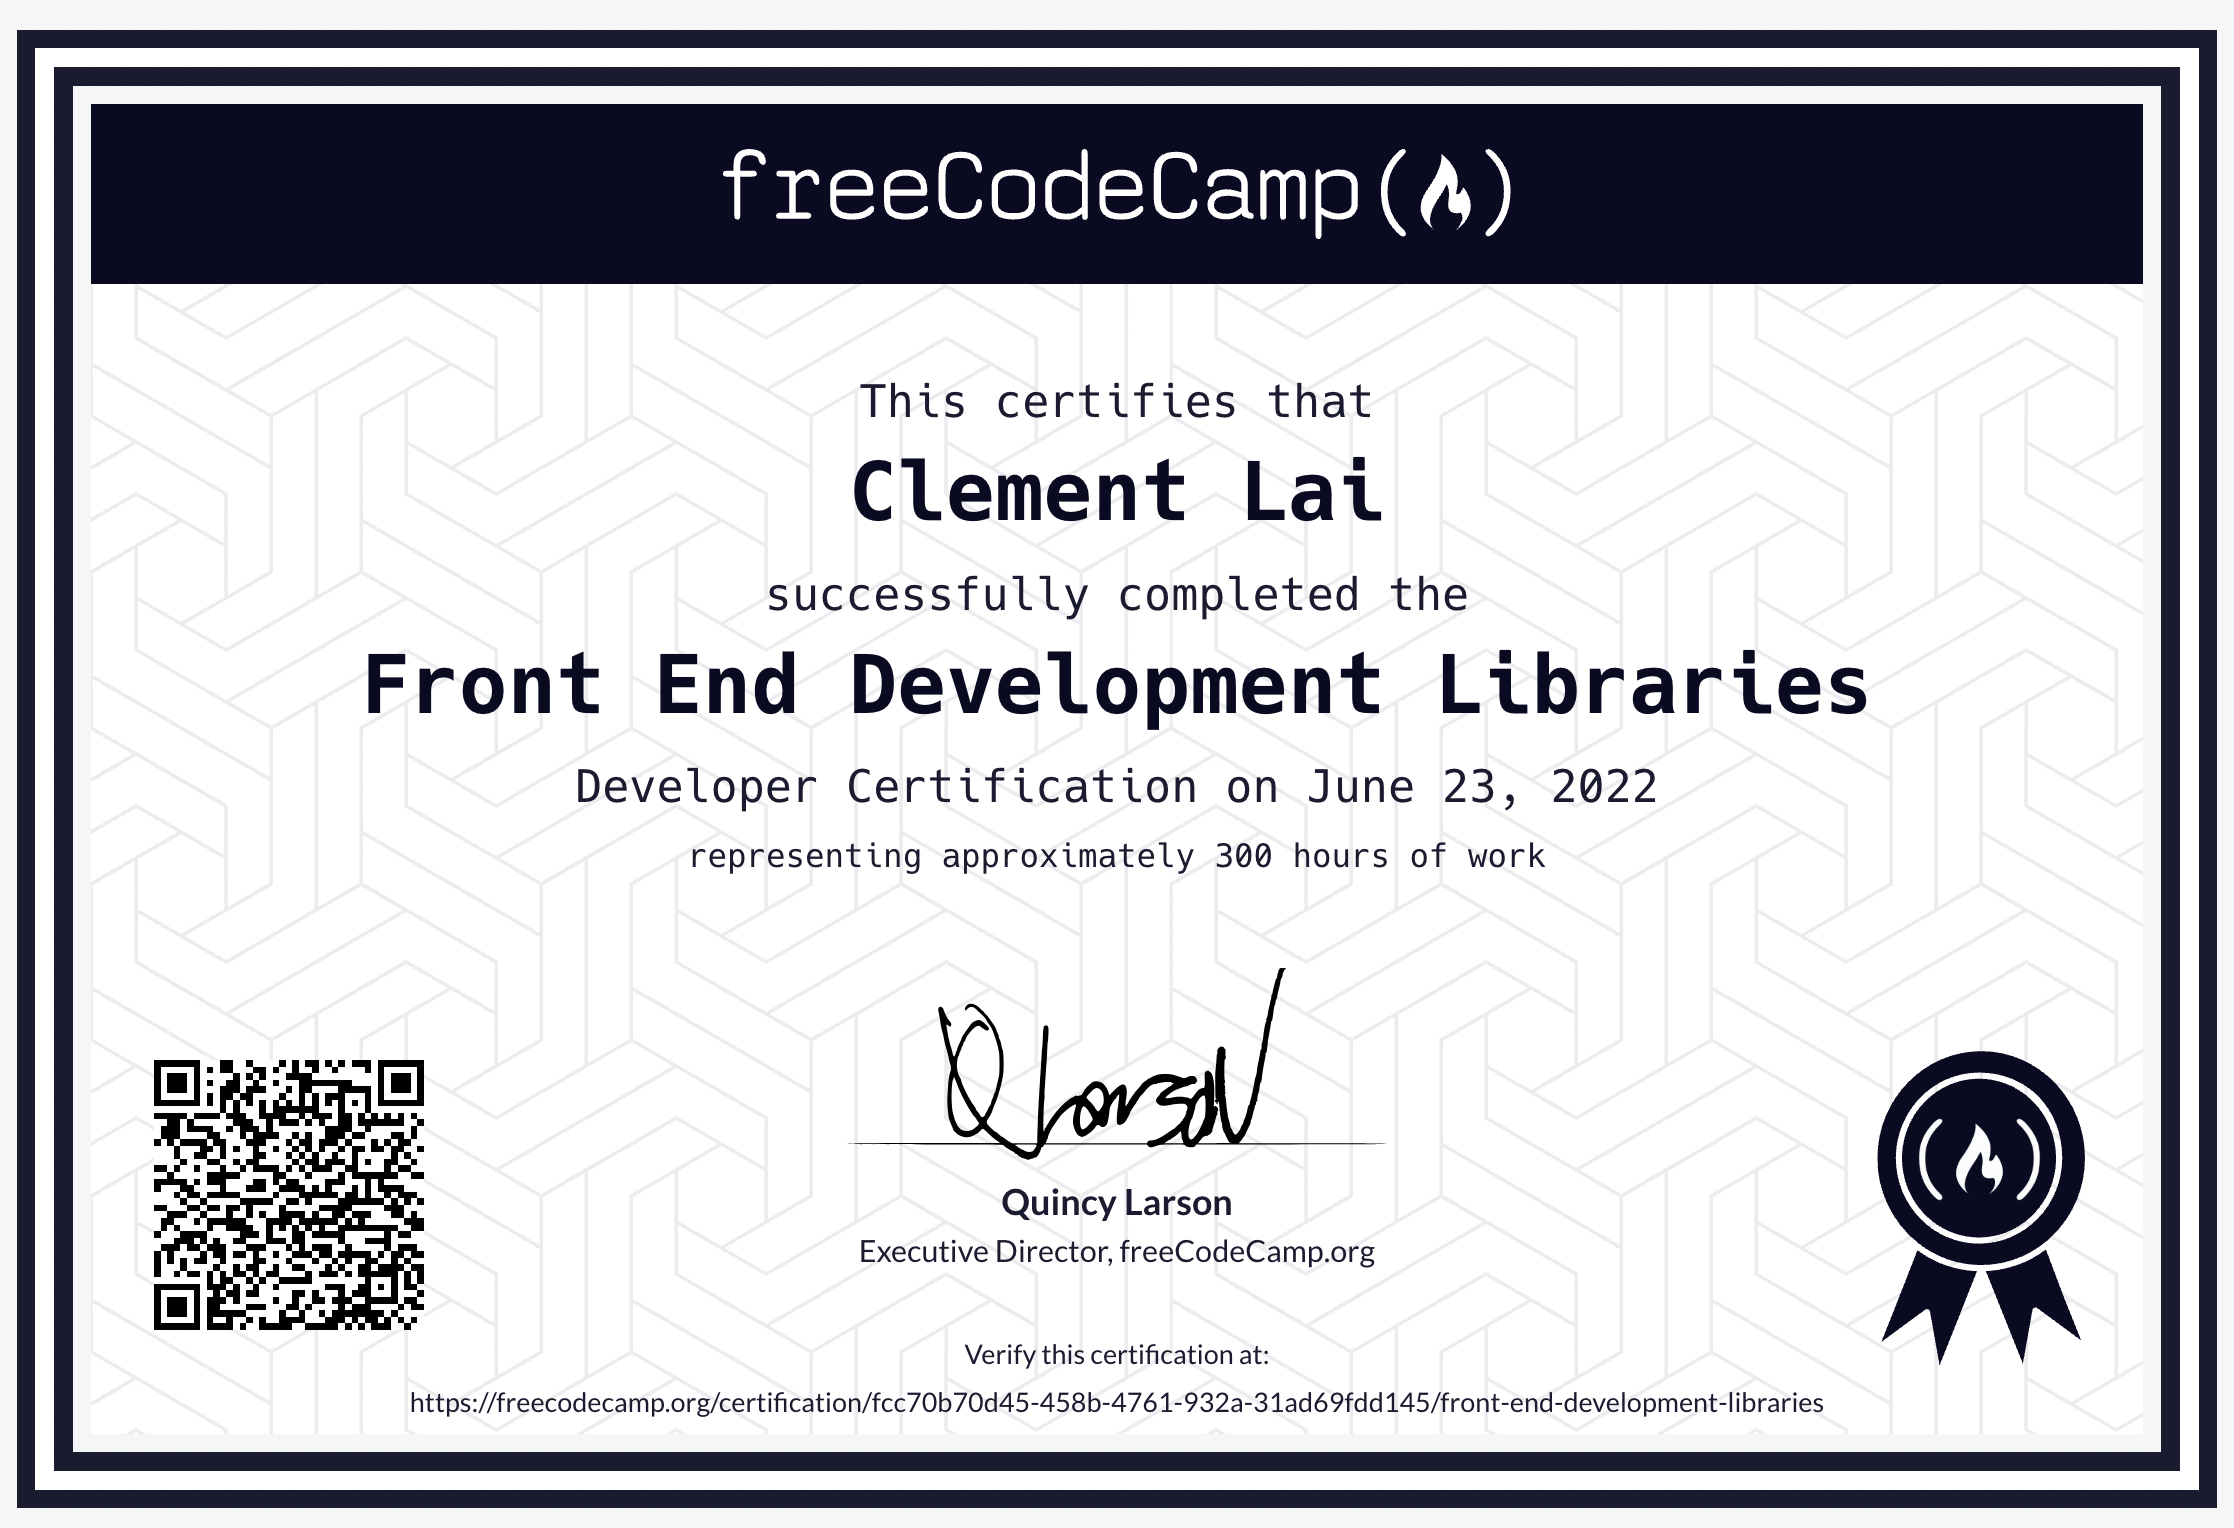 freeCodeCamp
This certifies that
Clement Lai
successfully completed the
Front End Development Libraries
Developer Certification on June 23, 2022
representing approximately 300 hours of work
Quincy Larson
Executive Director, freeCodeCamp.org
Verify this certification at:
https://freecodecamp.org/certification/fcc70b70d45-458b-4761-932a-31ad69fdd145/front-end-development-libraries